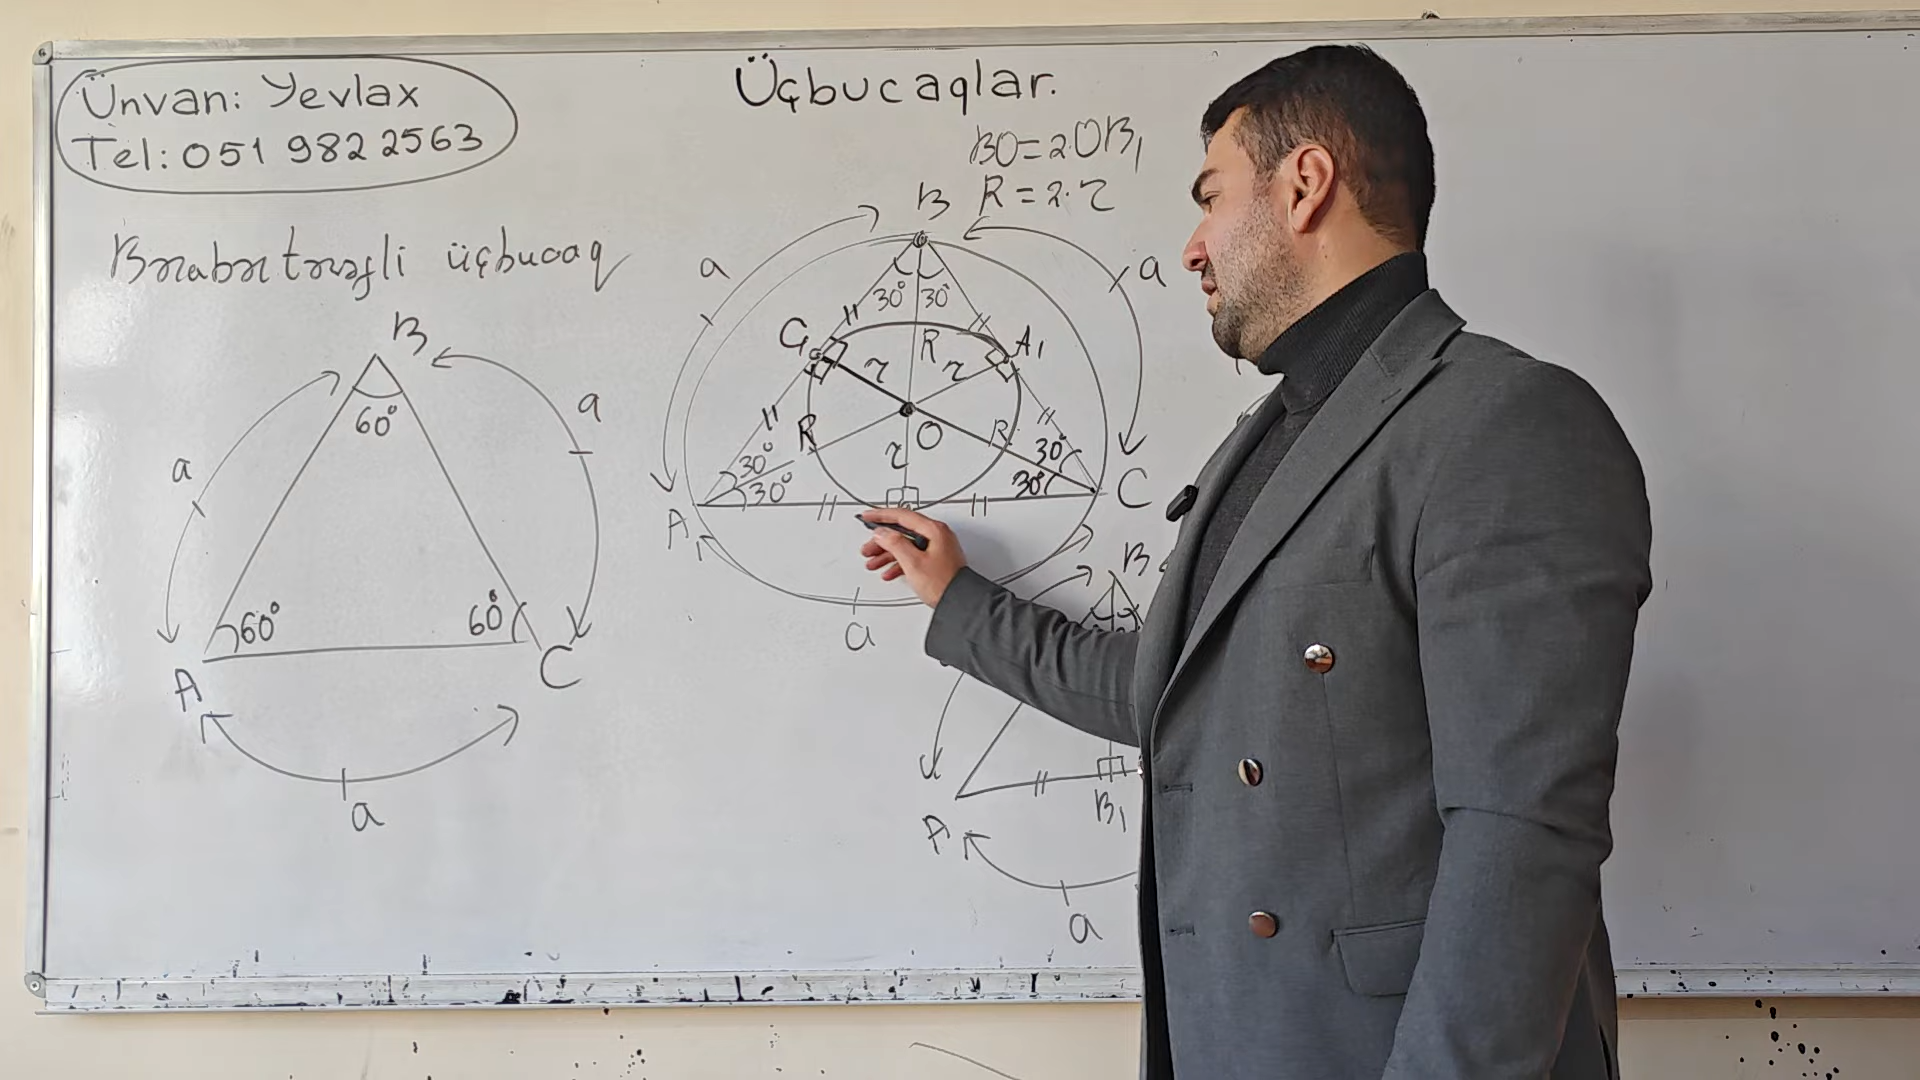 Ünvan: Yevlax
Tel: 051 982 2563
Üçbucaqlar.
BO=2OB₁
R=2·r
Bərabərtərəfli üçbucaq
B
60°
a
a
60°
60°
A
C
a
B
a
a
30° 30°
C₁
R
A₁
r
r
R
O
R
r
30°
30°
30°
30°
A
C
a
B
A
B₁
a